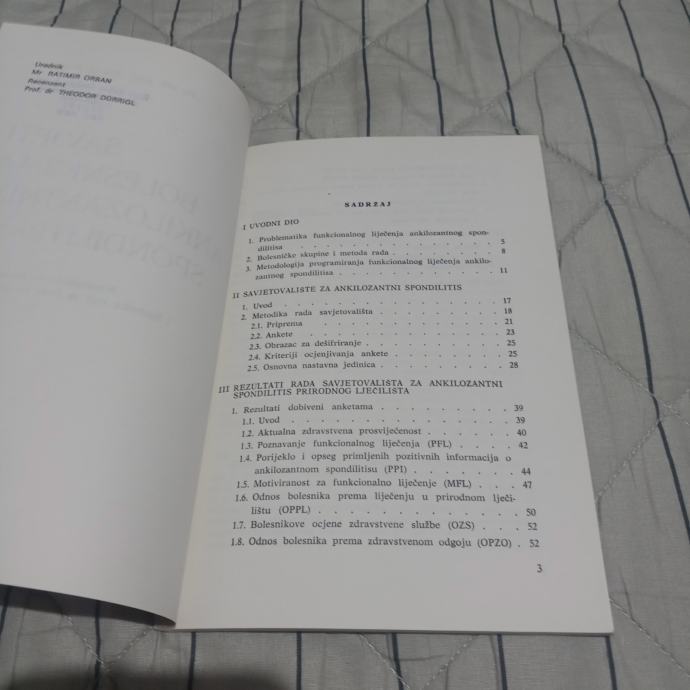 Urednik
Mr RATIMIR ORBAN
Recenzent
Prof. dr THEODOR DÜRRIGL
SADRŽAJ
I UVODNI DIO
1. Problematika funkcionalnog liječenja ankilozantnog spon-
dilitisa . . . . . . . . . . . . . 5
2. Bolesničke skupine i metoda rada . . . . . . . 8
3. Metodologija programiranja funkcionalnog liječenja ankilo-
zantnog spondilitisa . . . . . . . . . . 11
II SAVJETOVALIŠTE ZA ANKILOZANTNI SPONDILITIS
1. Uvod . . . . . . . . . . . . . 17
2. Metodika rada savjetovališta . . . . . . . . 18
2.1. Priprema . . . . . . . . . . . 21
2.2. Ankete . . . . . . . . . . . 23
2.3. Obrazac za dešifriranje . . . . . . . . 25
2.4. Kriteriji ocjenjivanja ankete . . . . . . . 25
2.5. Osnovna nastavna jedinica . . . . . . . . 28
III REZULTATI RADA SAVJETOVALIŠTA ZA ANKILOZANTNI
SPONDILITIS PRIRODNOG LJEČILIŠTA
1. Rezultati dobiveni anketama . . . . . . . . 39
1.1. Uvod . . . . . . . . . . . . 39
1.2. Aktualna zdravstvena prosvijećenost . . . . . 40
1.3. Poznavanje funkcionalnog liječenja (PFL) . . . . 42
1.4. Porijeklo i opseg primljenih pozitivnih informacija o
ankilozantnom spondilitisu (PPI) . . . . . . 44
1.5. Motiviranost za funkcionalno liječenje (MFL) . . . 47
1.6. Odnos bolesnika prema liječenju u prirodnom lječi-
lištu (OPPL) . . . . . . . . . . . 50
1.7. Bolesnikove ocjene zdravstvene službe (OZS) . . . 52
1.8. Odnos bolesnika prema zdravstvenom odgoju (OPZO) . 52
3